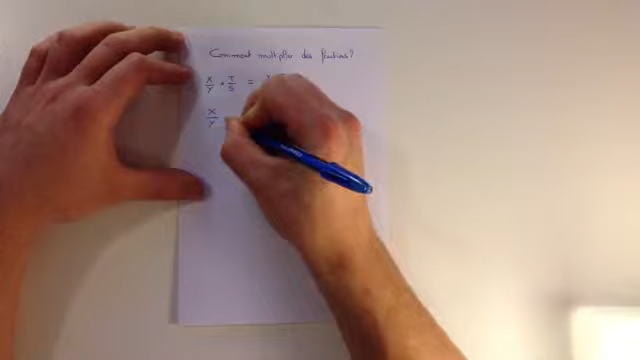 Comment multiplier des fractions?
X/Y × T/S =
X/Y